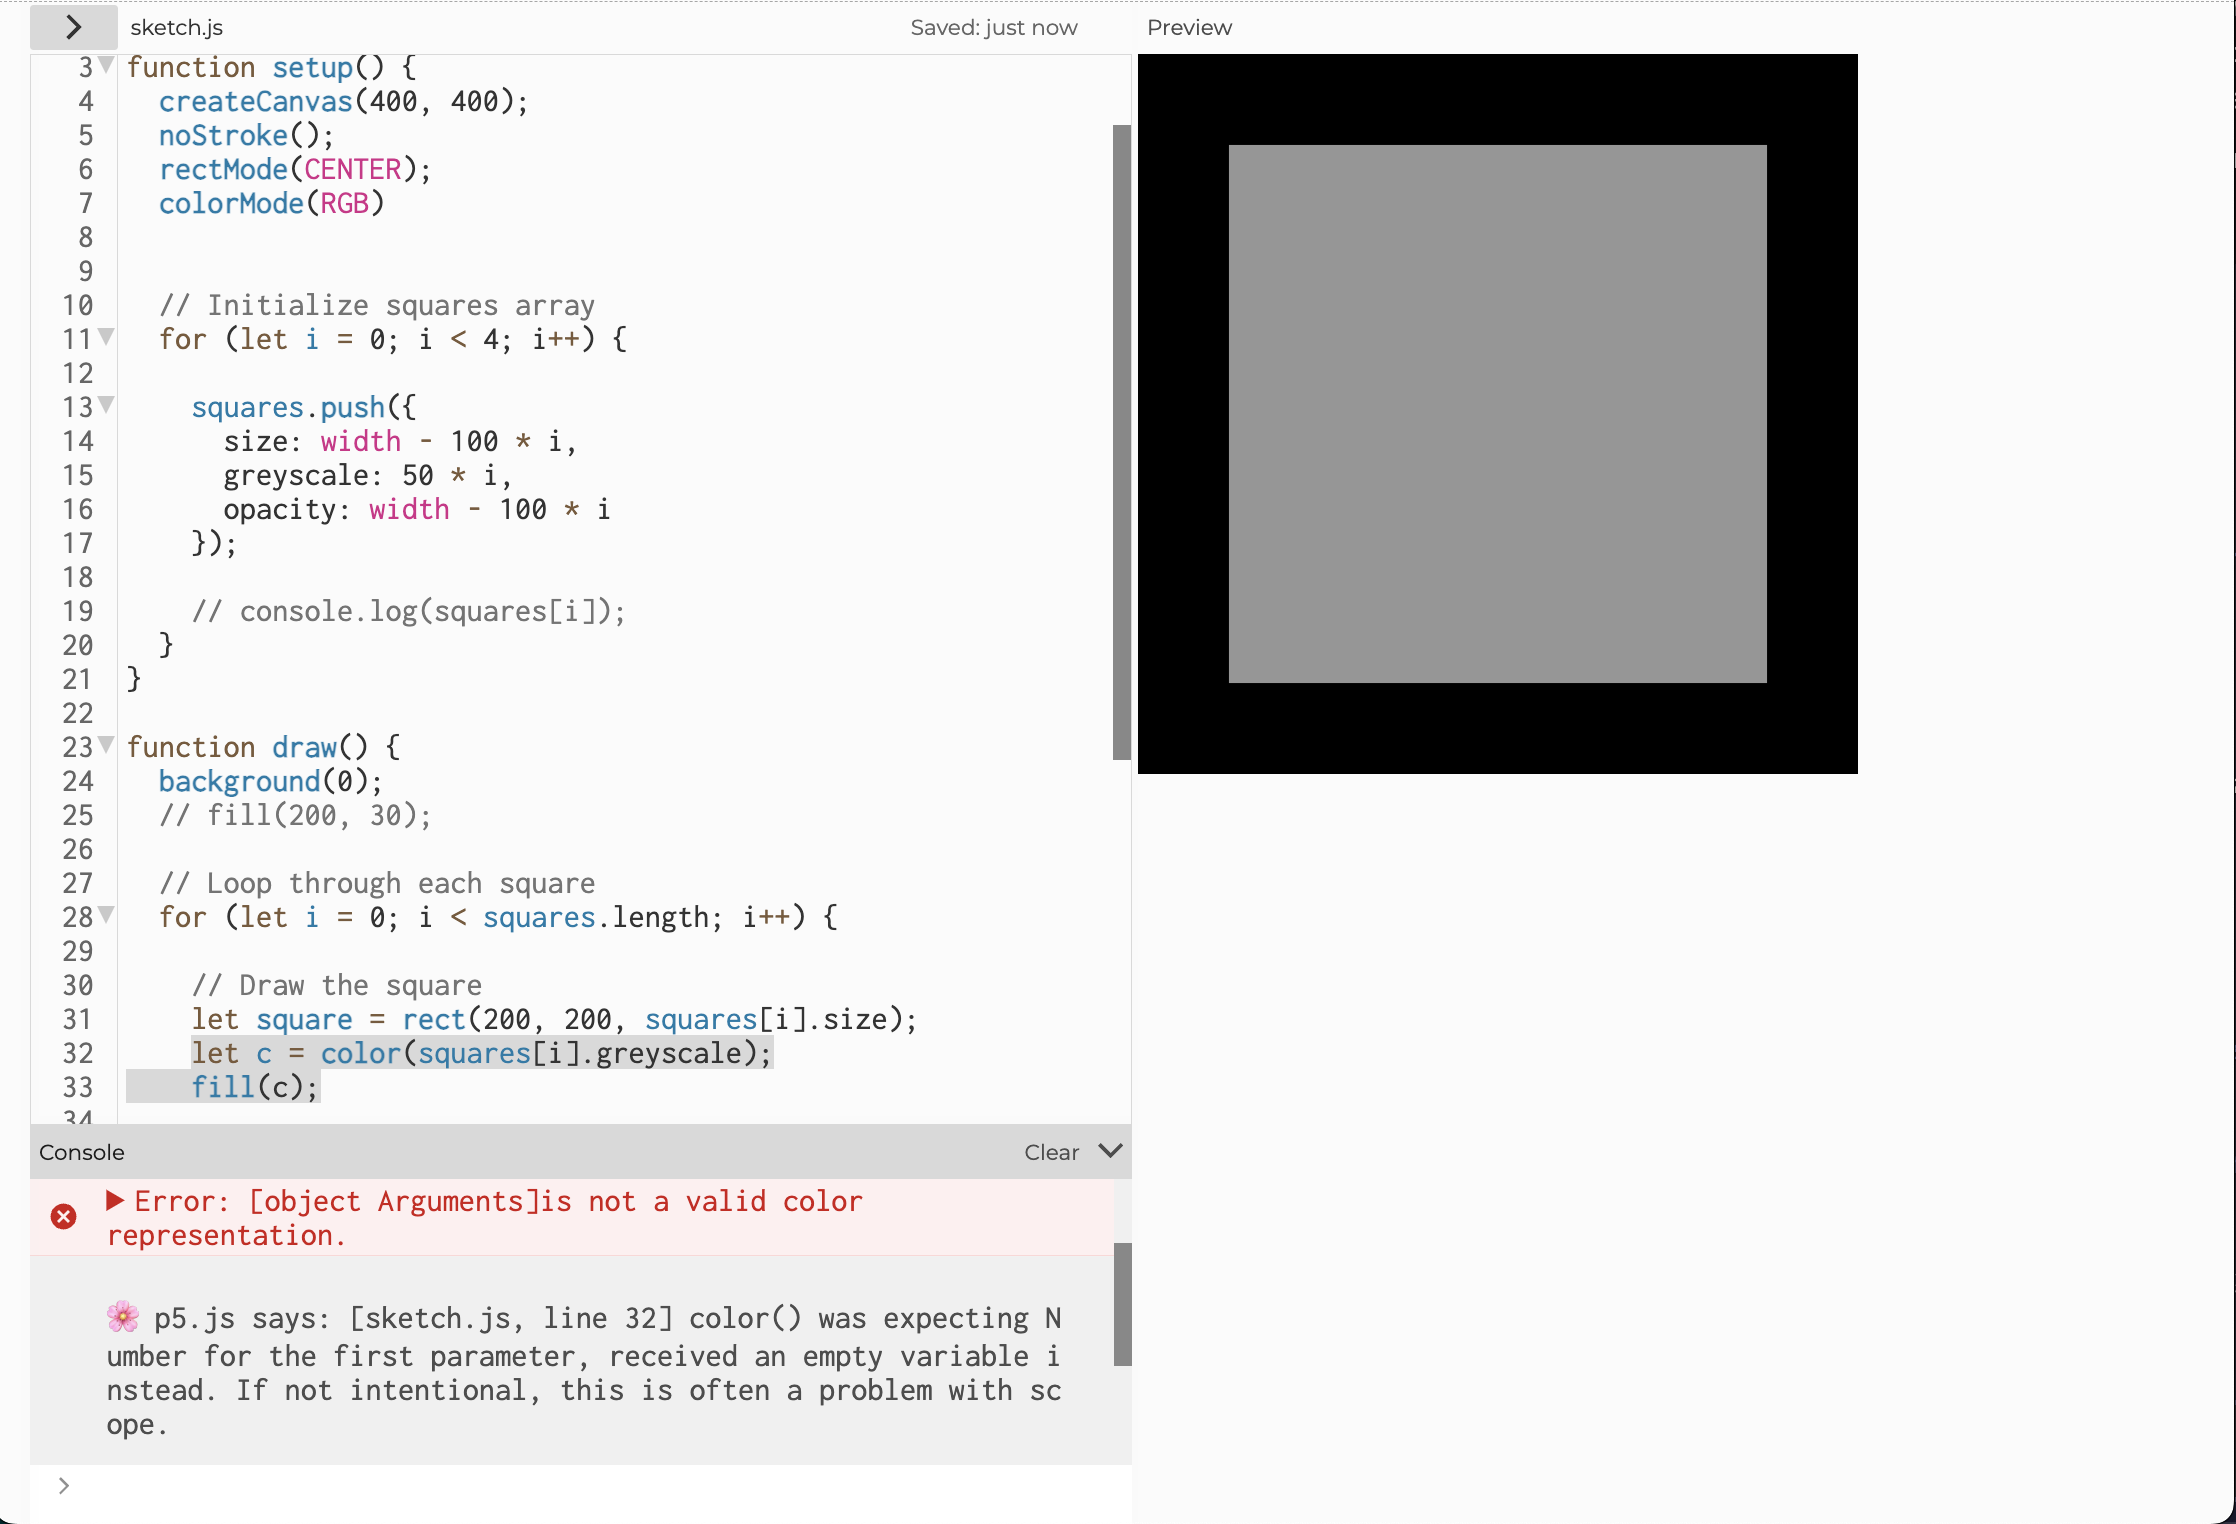 sketch.js
Saved: just now
Preview
3 function setup() {
4 createCanvas(400, 400);
5 noStroke();
6 rectMode(CENTER);
7 colorMode(RGB)
8
9
10 // Initialize squares array
11 for (let i = 0; i < 4; i++) {
12
13 squares.push({
14 size: width - 100 * i,
15 greyscale: 50 * i,
16 opacity: width - 100 * i
17 });
18
19 // console.log(squares[i]);
20 }
21 }
22
23 function draw() {
24 background(0);
25 // fill(200, 30);
26
27 // Loop through each square
28 for (let i = 0; i < squares.length; i++) {
29
30 // Draw the square
31 let square = rect(200, 200, squares[i].size);
32 let c = color(squares[i].greyscale);
33 fill(c);
34
Console
Clear
Error: [object Arguments]is not a valid color
representation.
🌸 p5.js says: [sketch.js, line 32] color() was expecting N
umber for the first parameter, received an empty variable i
nstead. If not intentional, this is often a problem with sc
ope.